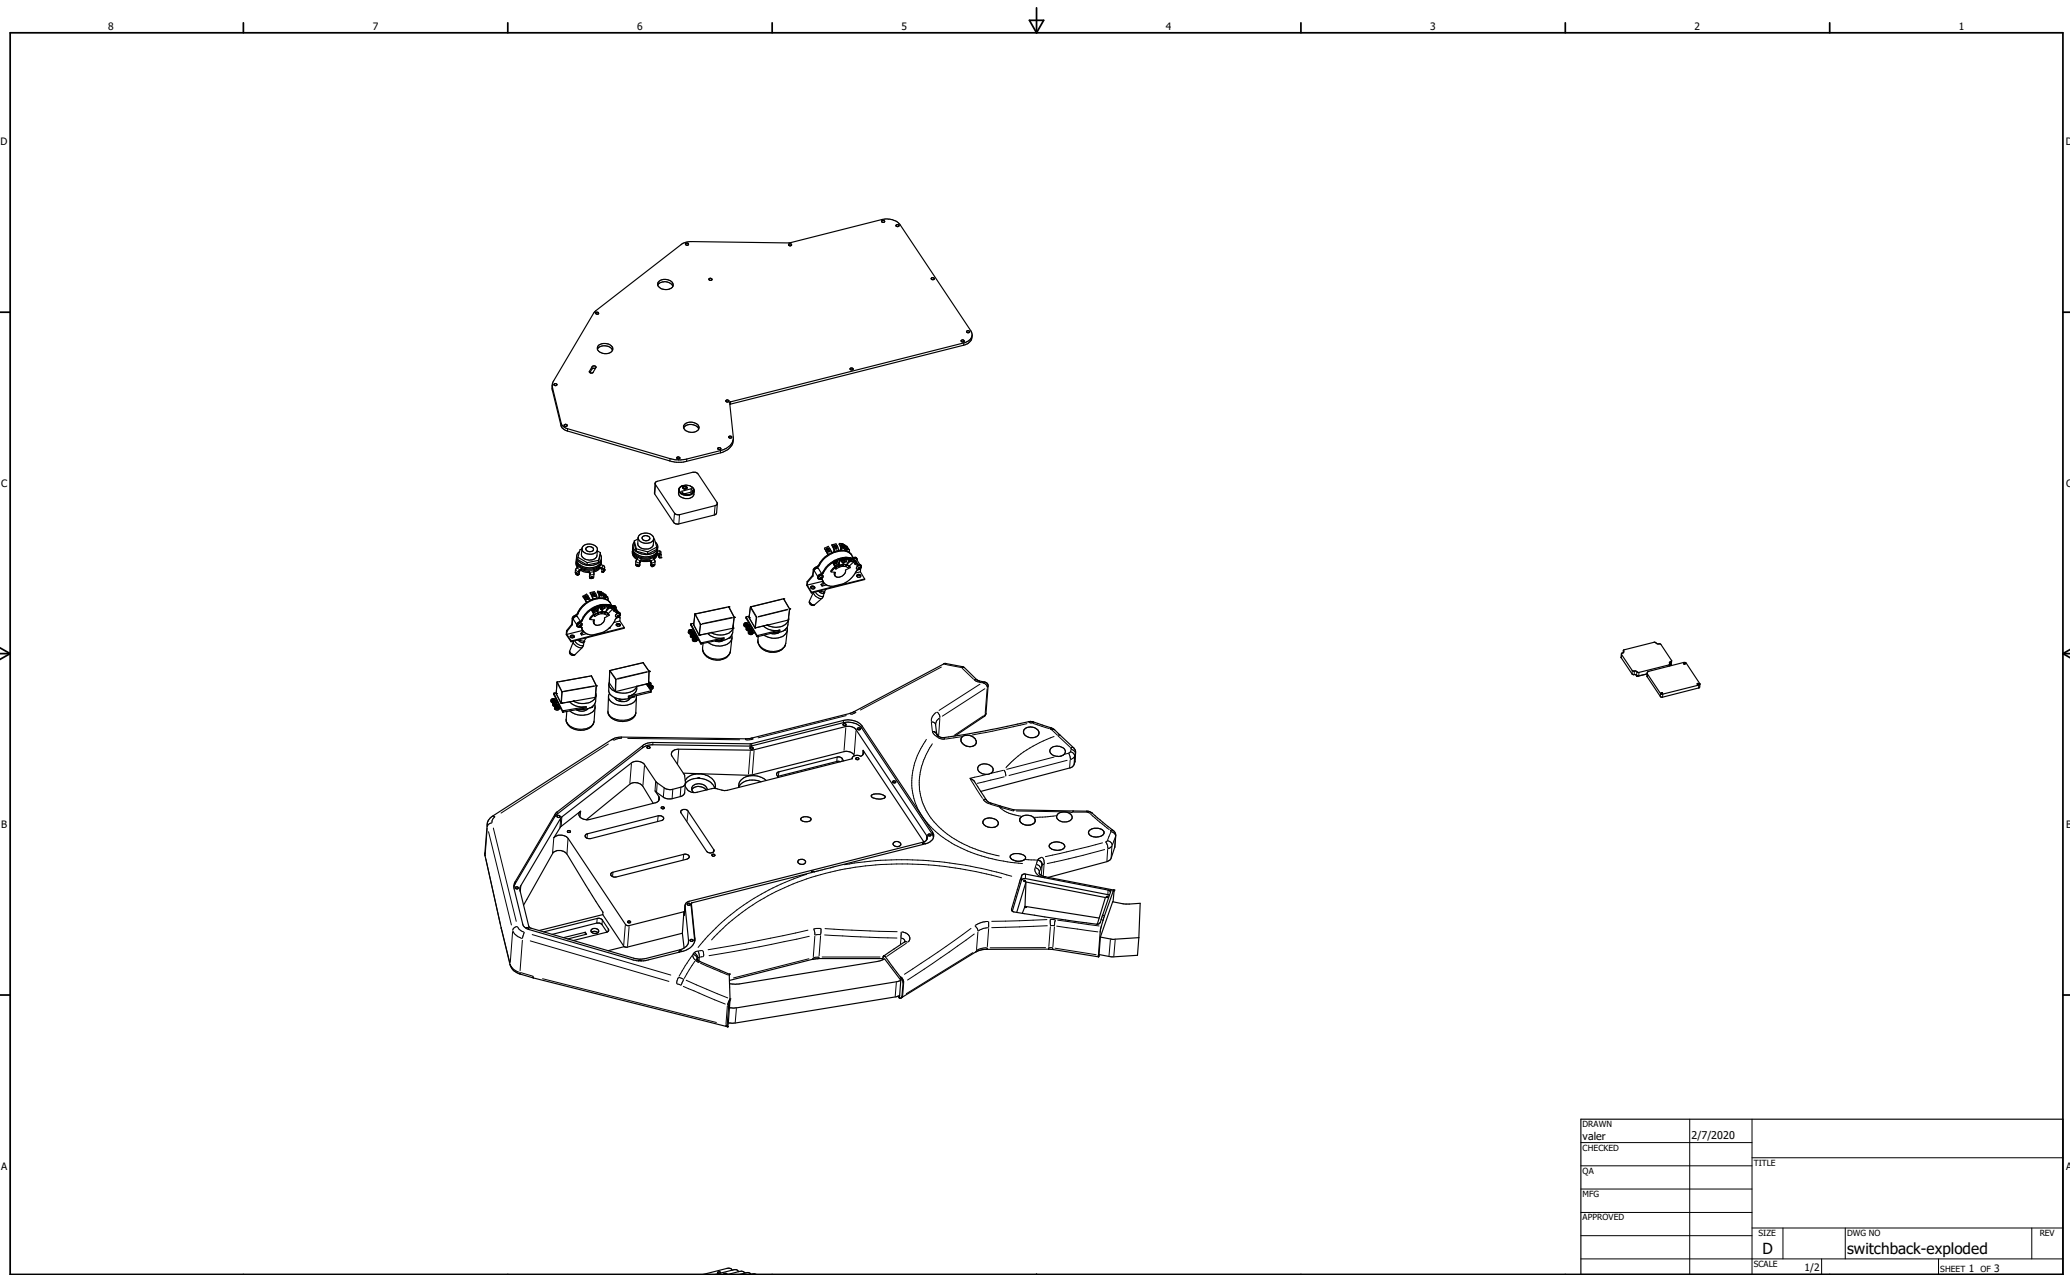 8 7 6 5 4 3 2 1
D D
C C
B B
A A
DRAWN
valer 2/7/2020
CHECKED
TITLE
QA
MFG
APPROVED
SIZE DWG NO REV
D switchback-exploded
SCALE 1/2 SHEET 1 OF 3